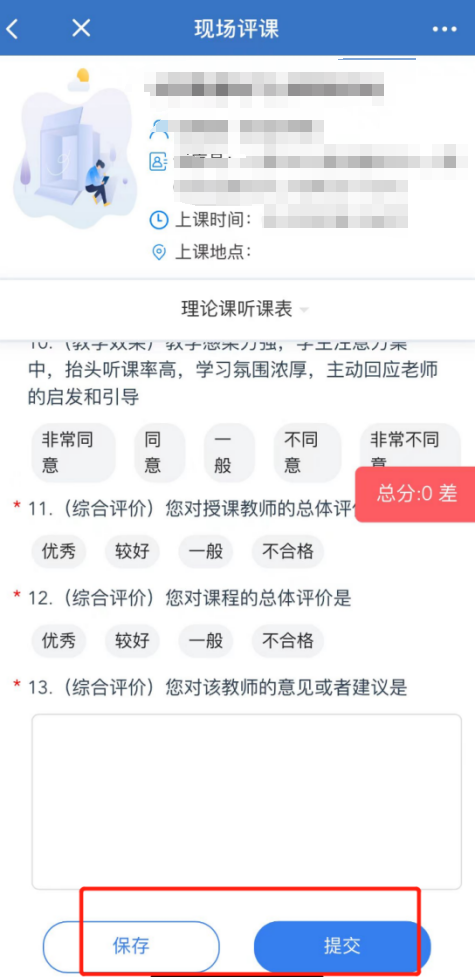 现场评课
上课时间：
上课地点：
理论课听课表
10.（教学效果）教学感染力强，学生注意力集
中，抬头听课率高，学习氛围浓厚，主动回应老师
的启发和引导
非常同意 同意 一般 不同意 非常不同意
总分:0 差
* 11.（综合评价）您对授课教师的总体评
优秀 较好 一般 不合格
* 12.（综合评价）您对课程的总体评价是
优秀 较好 一般 不合格
* 13.（综合评价）您对该教师的意见或者建议是
保存 提交